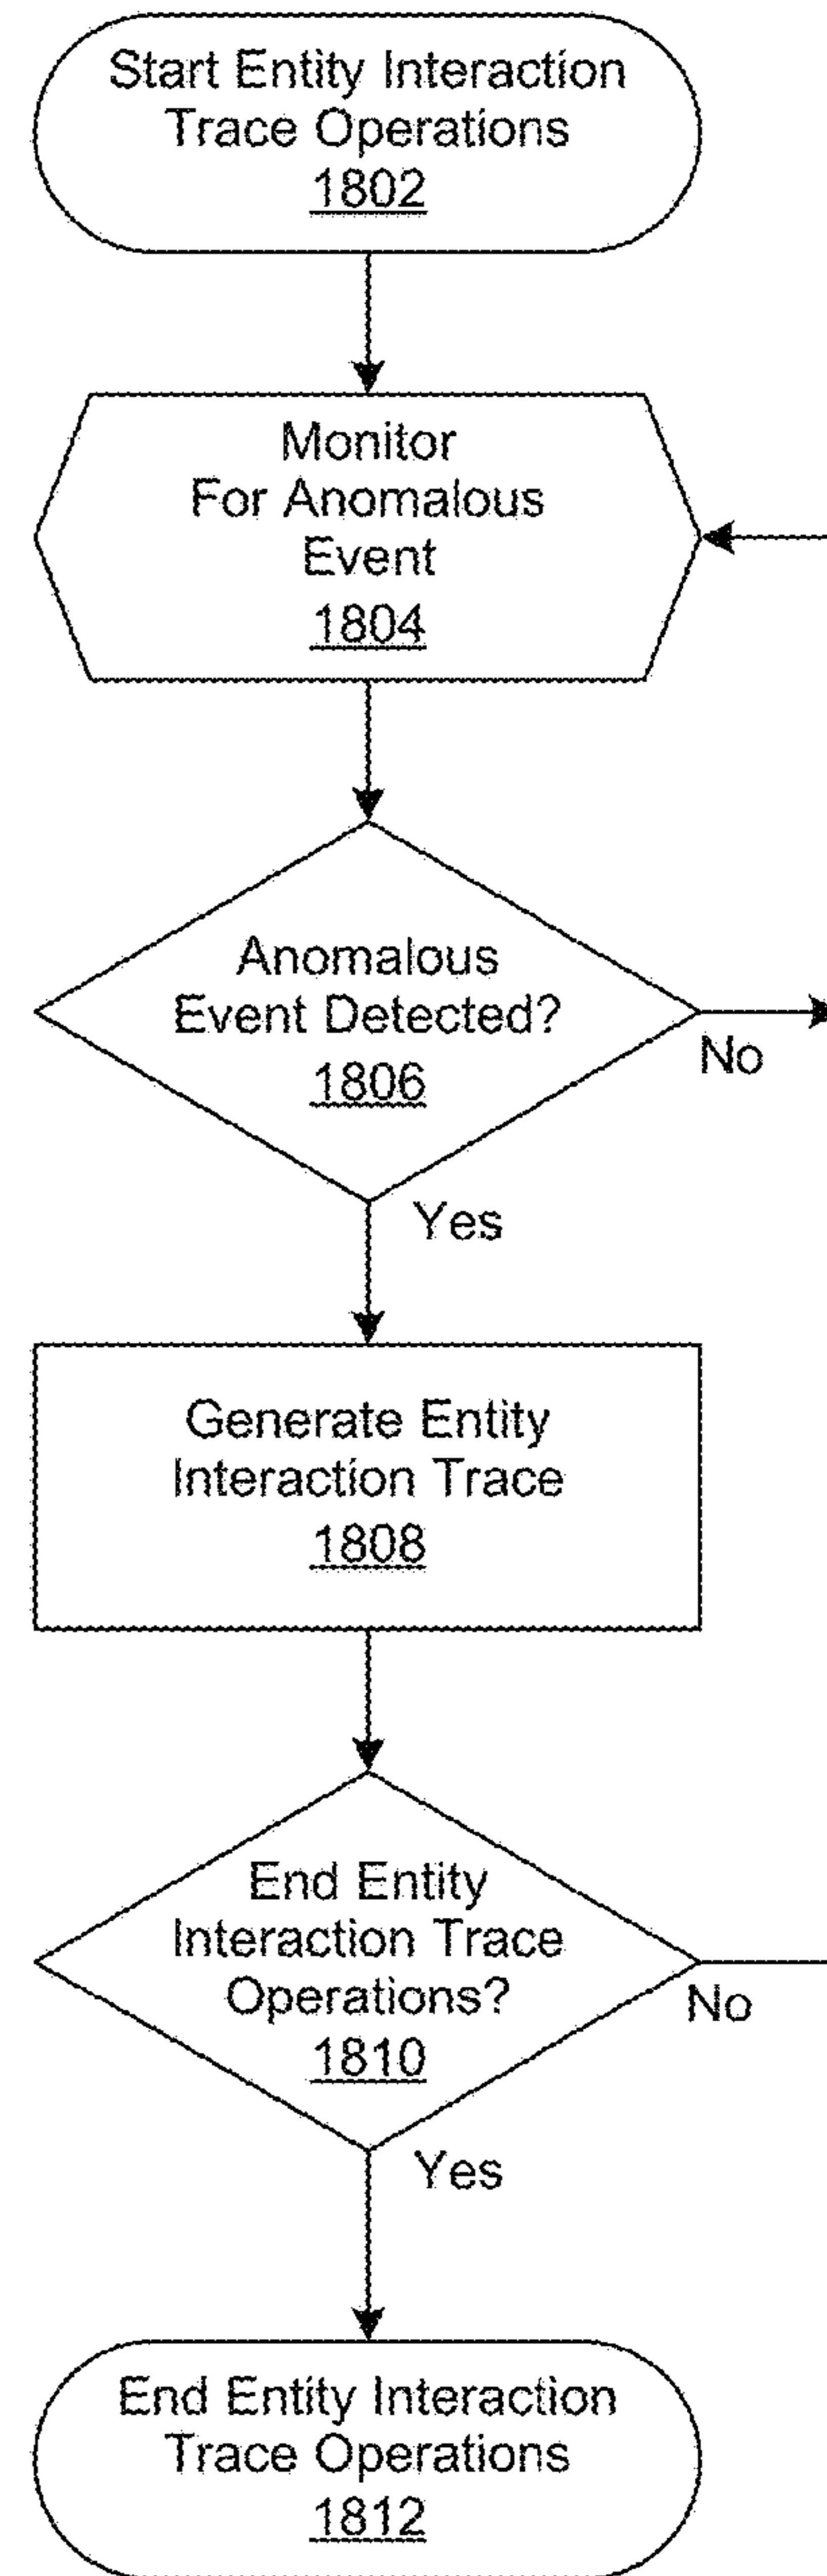 Start Entity Interaction
Trace Operations
1802
Monitor
For Anomalous
Event
1804
Anomalous
Event Detected?
1806
No
Yes
Generate Entity
Interaction Trace
1808
End Entity
Interaction Trace
Operations?
1810
No
Yes
End Entity Interaction
Trace Operations
1812